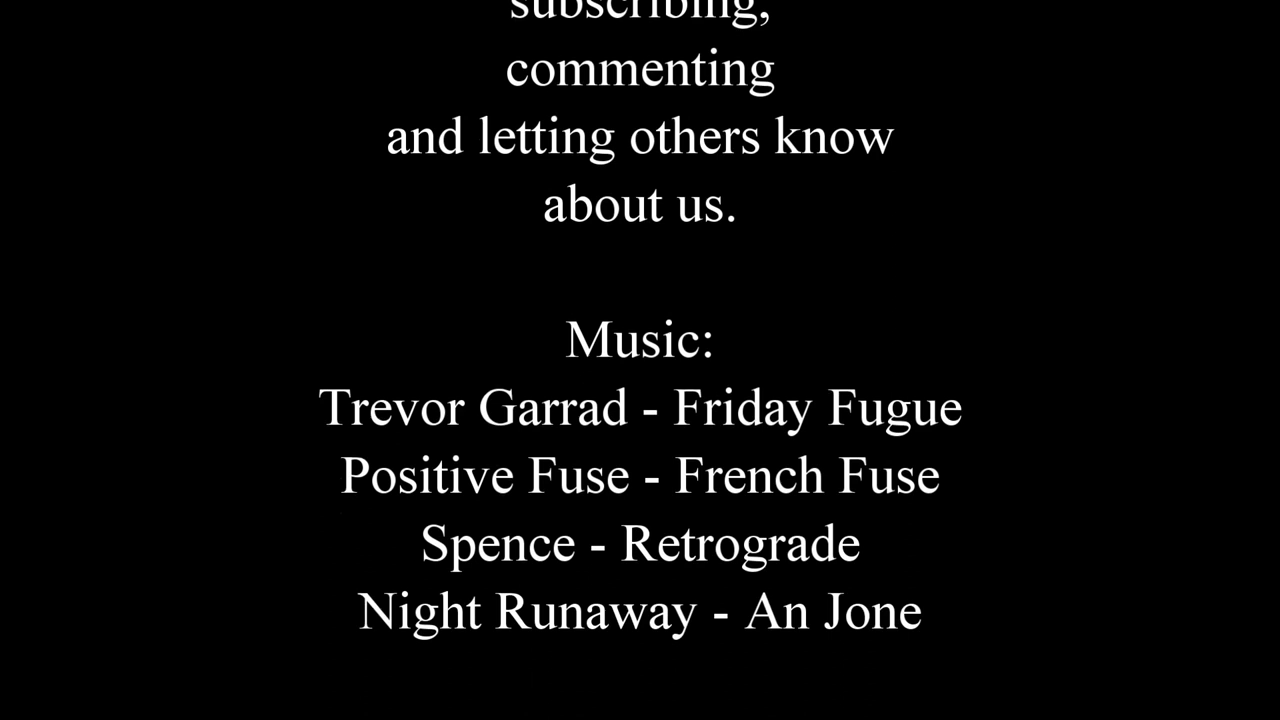 subscribing,
commenting
and letting others know
about us.
Music:
Trevor Garrad - Friday Fugue
Positive Fuse - French Fuse
Spence - Retrograde
Night Runaway - An Jone